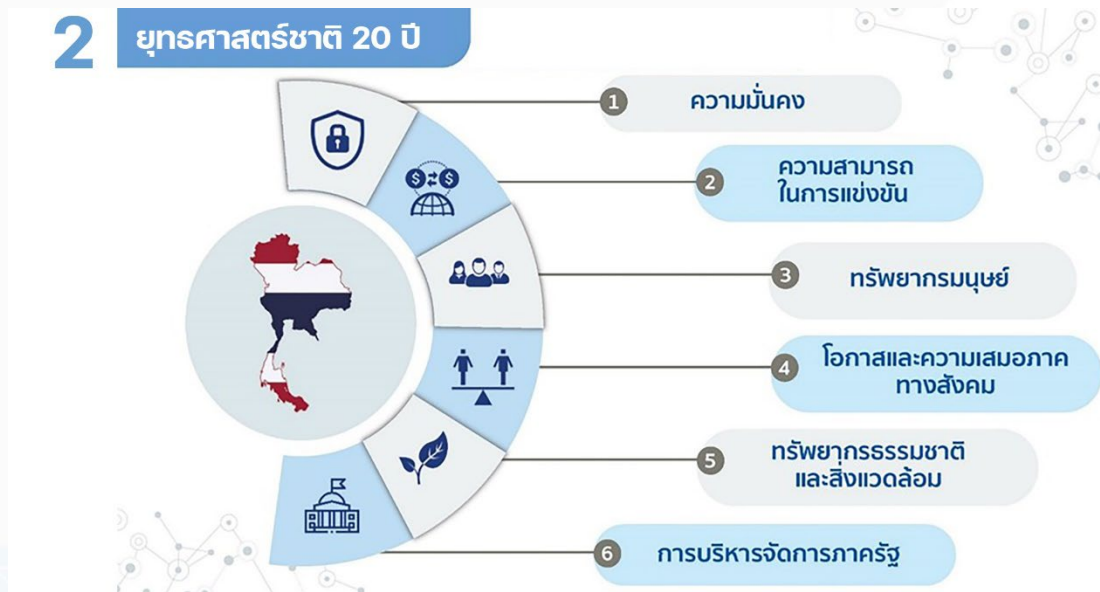 2
ยุทธศาสตร์ชาติ 20 ปี
1
ความมั่นคง
2
ความสามารถ
ในการแข่งขัน
3
ทรัพยากรมนุษย์
4
โอกาสและความเสมอภาค
ทางสังคม
5
ทรัพยากรธรรมชาติ
และสิ่งแวดล้อม
6
การบริหารจัดการภาครัฐ
$ $